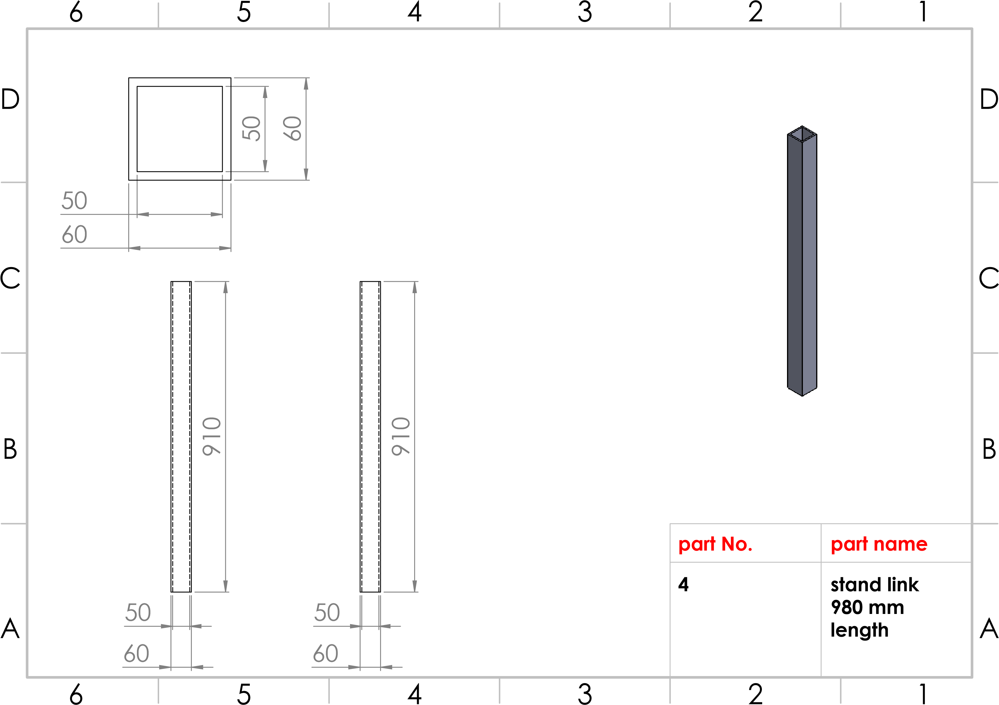 6 5 4 3 2 1
D D
50 60
50
60
C C
910 910
B B
part No. part name
4 stand link
980 mm
length
50 50
A A
60 60
6 5 4 3 2 1